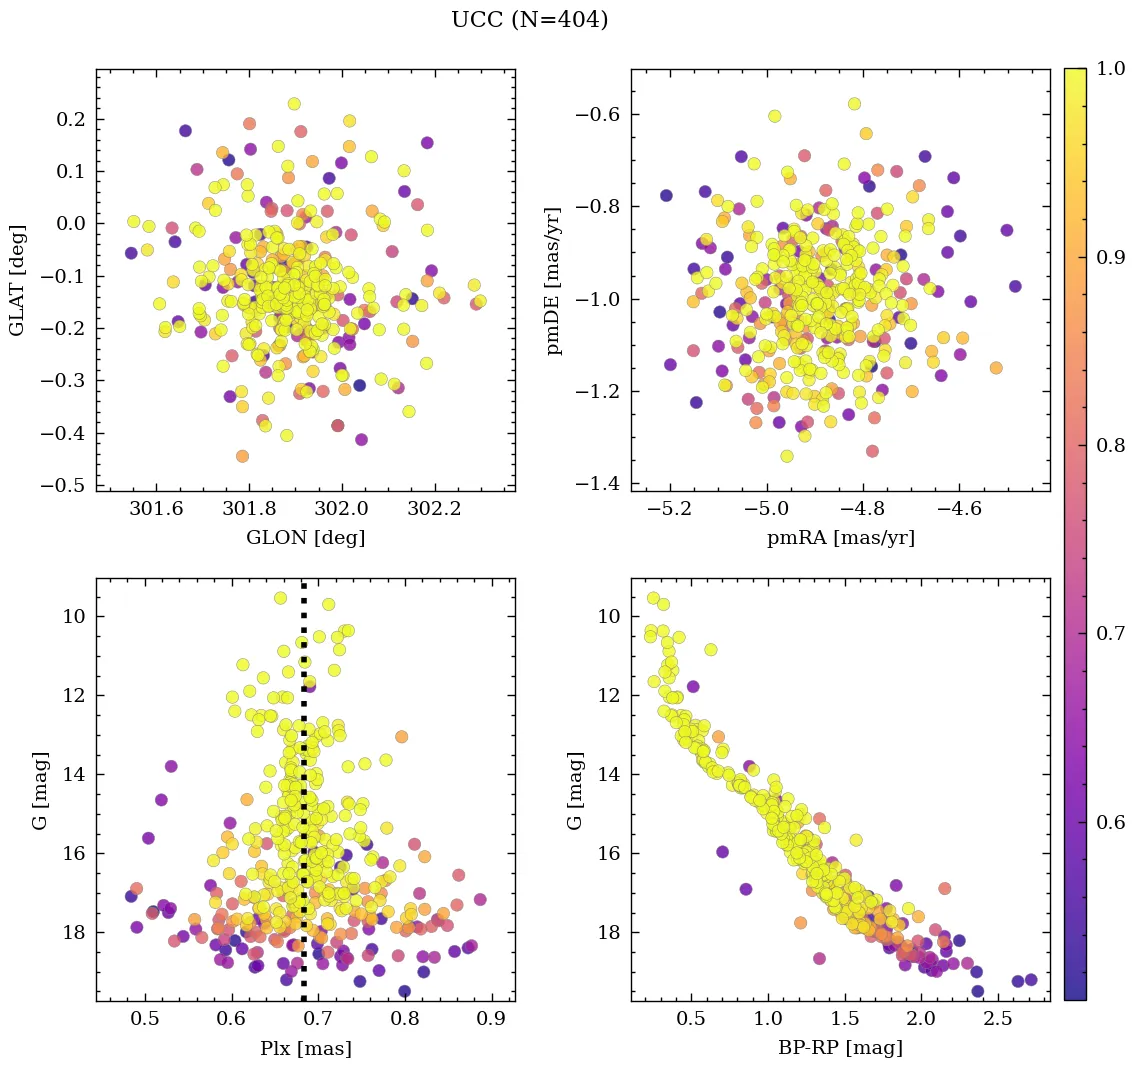 UCC (N=404)
0.2
0.1
0.0
−0.1
−0.2
−0.3
−0.4
−0.5
GLAT [deg]
301.6 301.8 302.0 302.2
GLON [deg]
−0.6
−0.8
−1.0
−1.2
−1.4
pmDE [mas/yr]
−5.2 −5.0 −4.8 −4.6
pmRA [mas/yr]
1.0
0.9
0.8
0.7
0.6
10
12
14
16
18
G [mag]
0.5 0.6 0.7 0.8 0.9
Plx [mas]
10
12
14
16
18
G [mag]
0.5 1.0 1.5 2.0 2.5
BP-RP [mag]